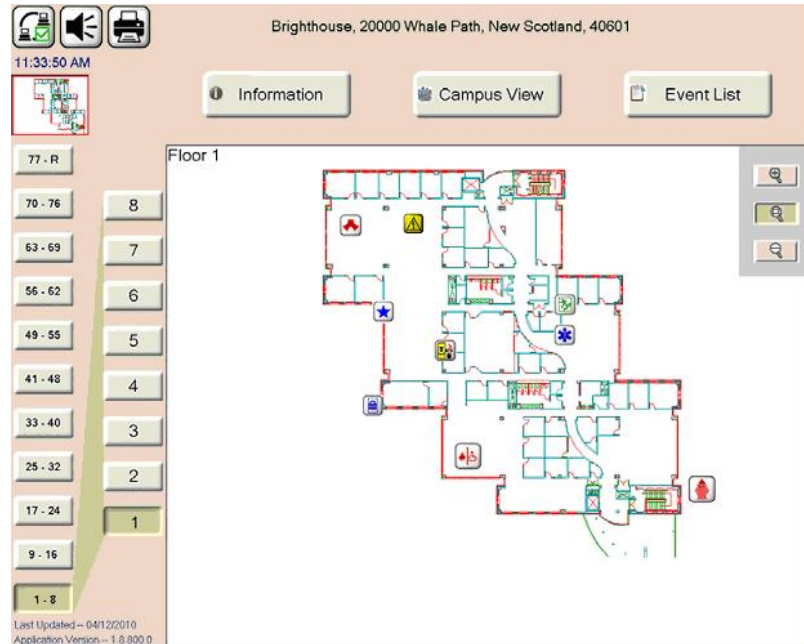 Brighthouse, 20000 Whale Path, New Scotland, 40601
11:33:50 AM
Information
Campus View
Event List
Floor 1
77 - R
70 - 76
63 - 69
56 - 62
49 - 55
41 - 48
33 - 40
25 - 32
17 - 24
9 - 16
1 - 8
8
7
6
5
4
3
2
1
Last Updated -- 04/12/2010
Application Version -- 1.8.800.0